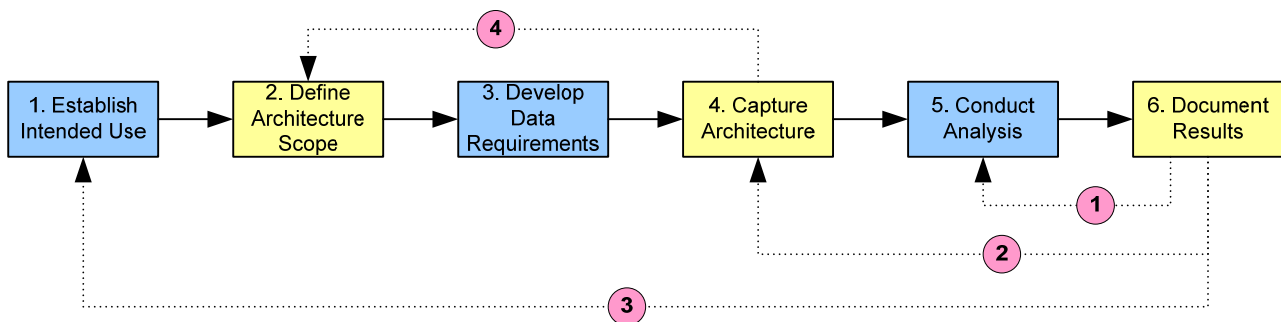 4
1. Establish
Intended Use
2. Define
Architecture
Scope
3. Develop
Data
Requirements
4. Capture
Architecture
5. Conduct
Analysis
6. Document
Results
1
2
3